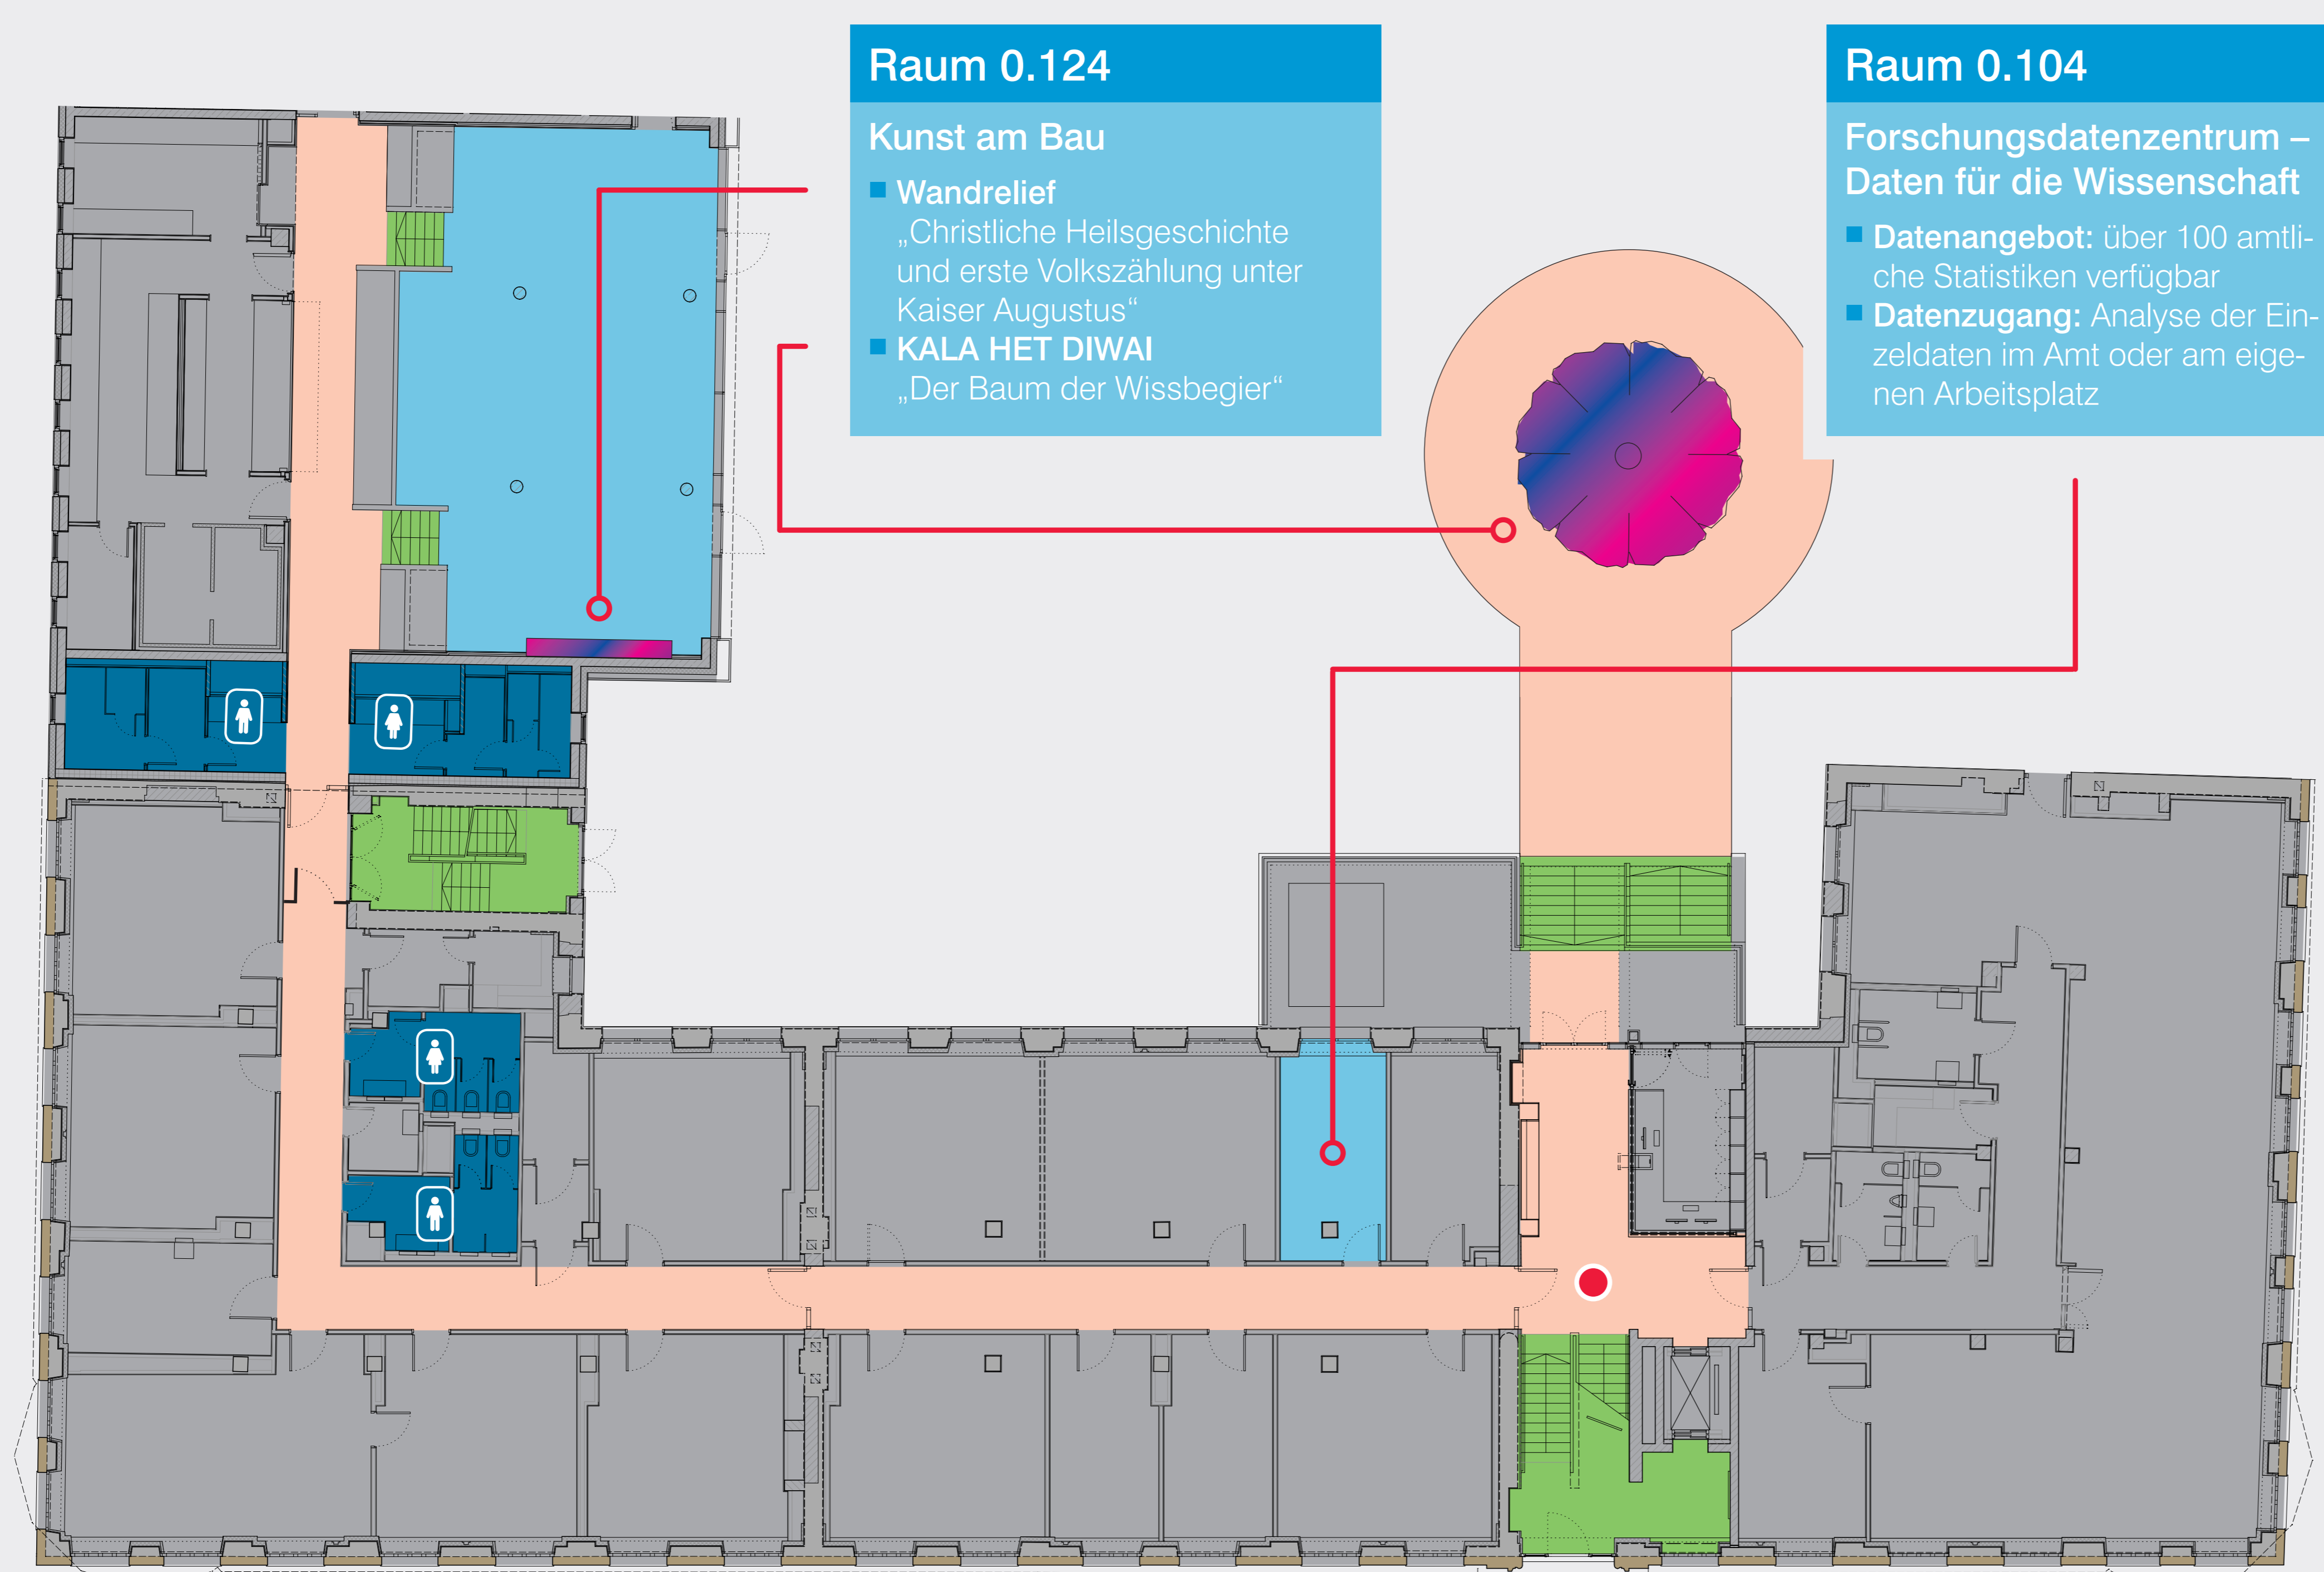 Raum 0.124
Kunst am Bau
■ Wandrelief
„Christliche Heilsgeschichte
und erste Volkszählung unter
Kaiser Augustus“
■ KALA HET DIWAI
„Der Baum der Wissbegier“
Raum 0.104
Forschungsdatenzentrum –
Daten für die Wissenschaft
■ Datenangebot: über 100 amtli-
che Statistiken verfügbar
■ Datenzugang: Analyse der Ein-
zeldaten im Amt oder am eige-
nen Arbeitsplatz